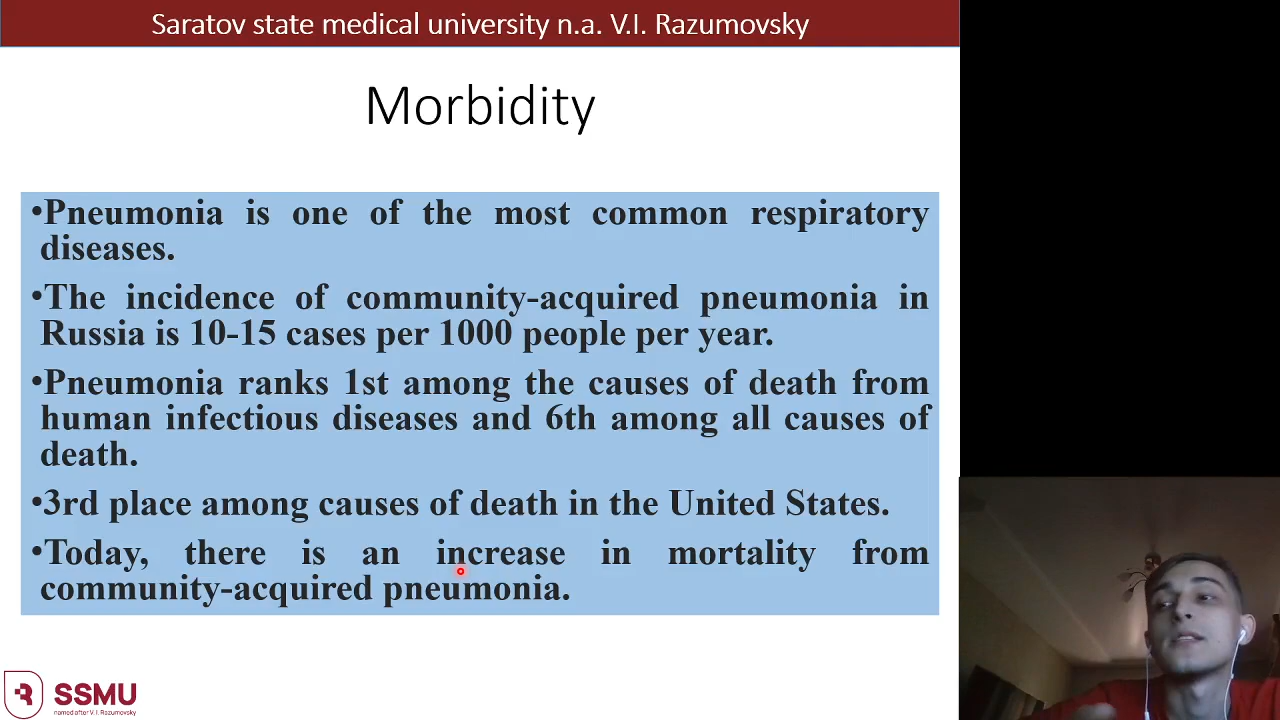 Saratov state medical university n.a. V.I. Razumovsky
Morbidity
•Pneumonia is one of the most common respiratory
diseases.
•The incidence of community-acquired pneumonia in
Russia is 10-15 cases per 1000 people per year.
•Pneumonia ranks 1st among the causes of death from
human infectious diseases and 6th among all causes of
death.
•3rd place among causes of death in the United States.
•Today, there is an increase in mortality from
community-acquired pneumonia.
SSMU
named after V. I. Razumovsky